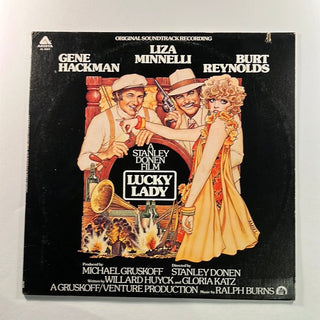 ORIGINAL SOUNDTRACK RECORDING
ARISTA
GENE HACKMAN
LIZA MINNELLI
BURT REYNOLDS
A
STANLEY
DONEN
FILM
LUCKY
LADY
Produced by
MICHAEL GRUSKOFF
Directed by
STANLEY DONEN
Written by WILLARD HUYCK and GLORIA KATZ
A GRUSKOFF/VENTURE PRODUCTION Music by RALPH BURNS